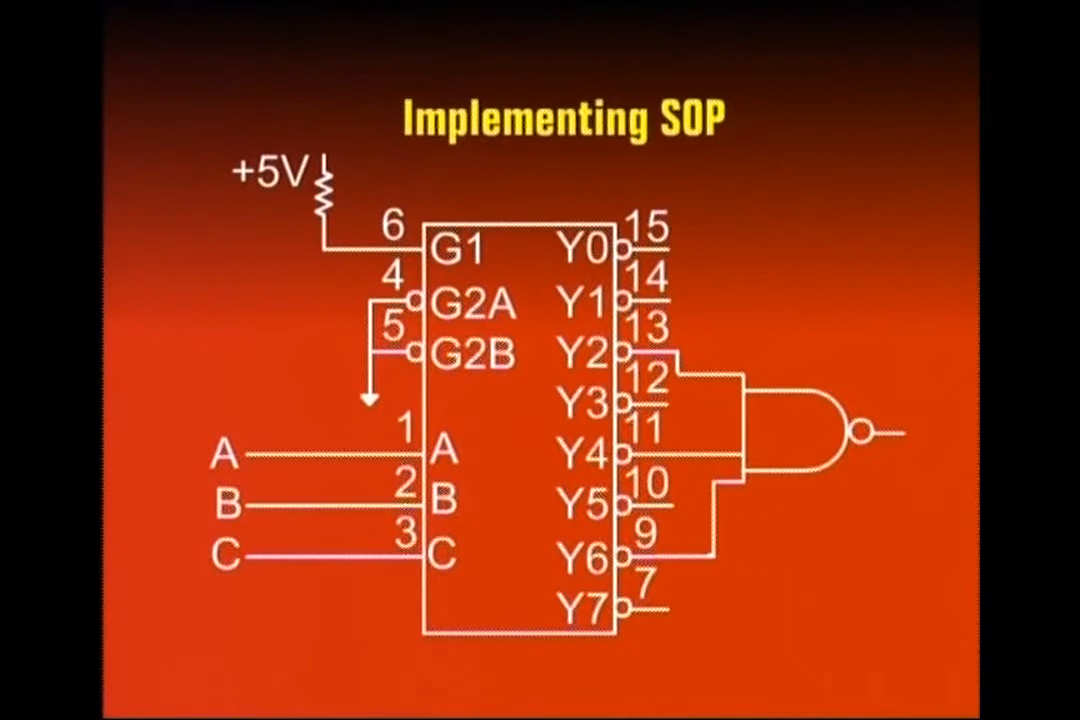 Implementing SOP
+5V
6 G1 Y0 15
4 G2A Y1 14
5 G2B Y2 13
Y3 12
A 1 A Y4 11
B 2 B Y5 10
C 3 C Y6 9
Y7 7